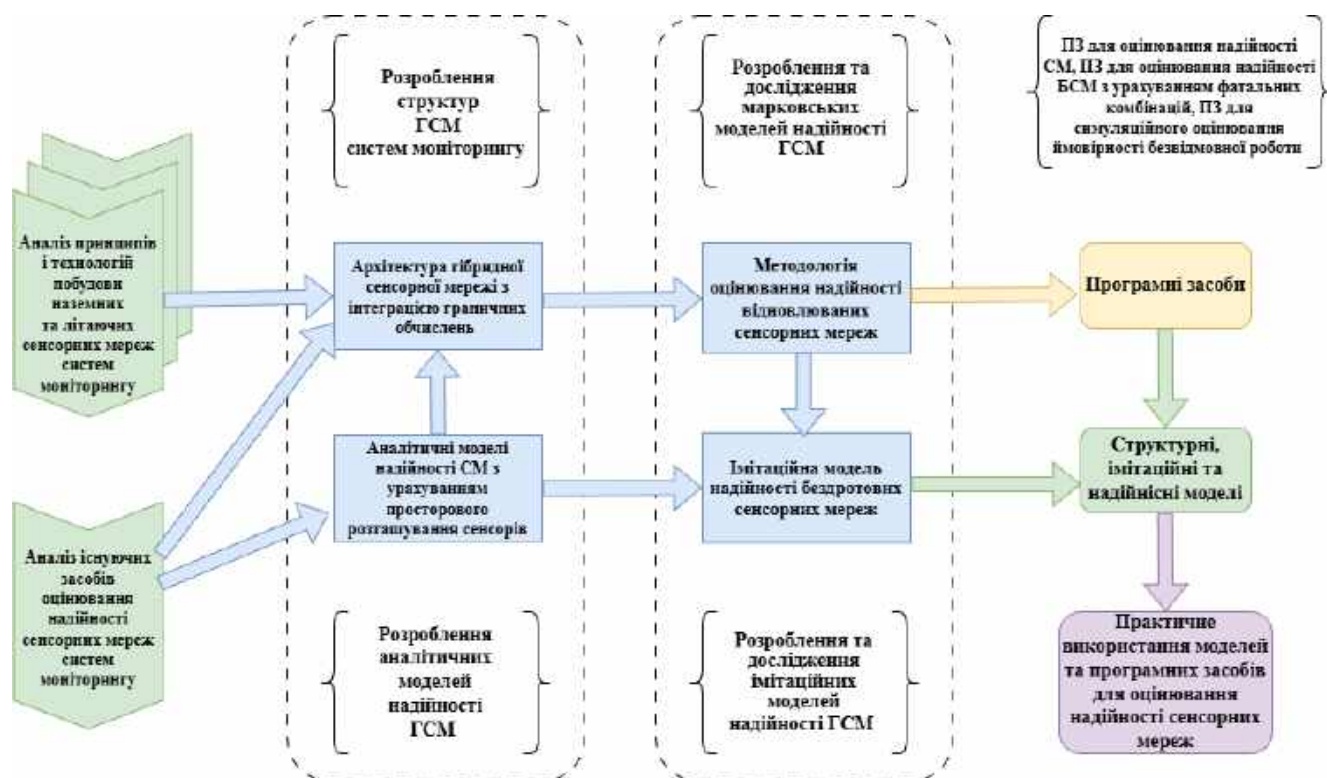 Розроблення
структур
ГСМ
систем моніторингу
Розроблення та
дослідження
марковських
моделей надійності
ГСМ
ПЗ для оцінювання надійності
СМ, ПЗ для оцінювання надійності
БСМ з урахуванням фатальних
комбінацій, ПЗ для
симуляційного оцінювання
ймовірності безвідмовної роботи
Аналіз принципів
і технологій
побудови
наземних
та літаючих
сенсорних мереж
систем
моніторингу
Архітектура гібридної
сенсорної мережі з
інтеграцією граничних
обчислень
Методологія
оцінювання надійності
відновлюваних
сенсорних мереж
Програмні засоби
Аналітичні моделі
надійності СМ з
урахуванням
просторового
розташування сенсорів
Імітаційна модель
надійності бездротових
сенсорних мереж
Структурні,
імітаційні та
надійнісні моделі
Аналіз існуючих
засобів
оцінювання
надійності
сенсорних мереж
систем
моніторингу
Розроблення
аналітичних
моделей
надійності
ГСМ
Розроблення та
дослідження
імітаційних
моделей
надійності ГСМ
Практичне
використання моделей
та програмних засобів
для оцінювання
надійності сенсорних
мереж